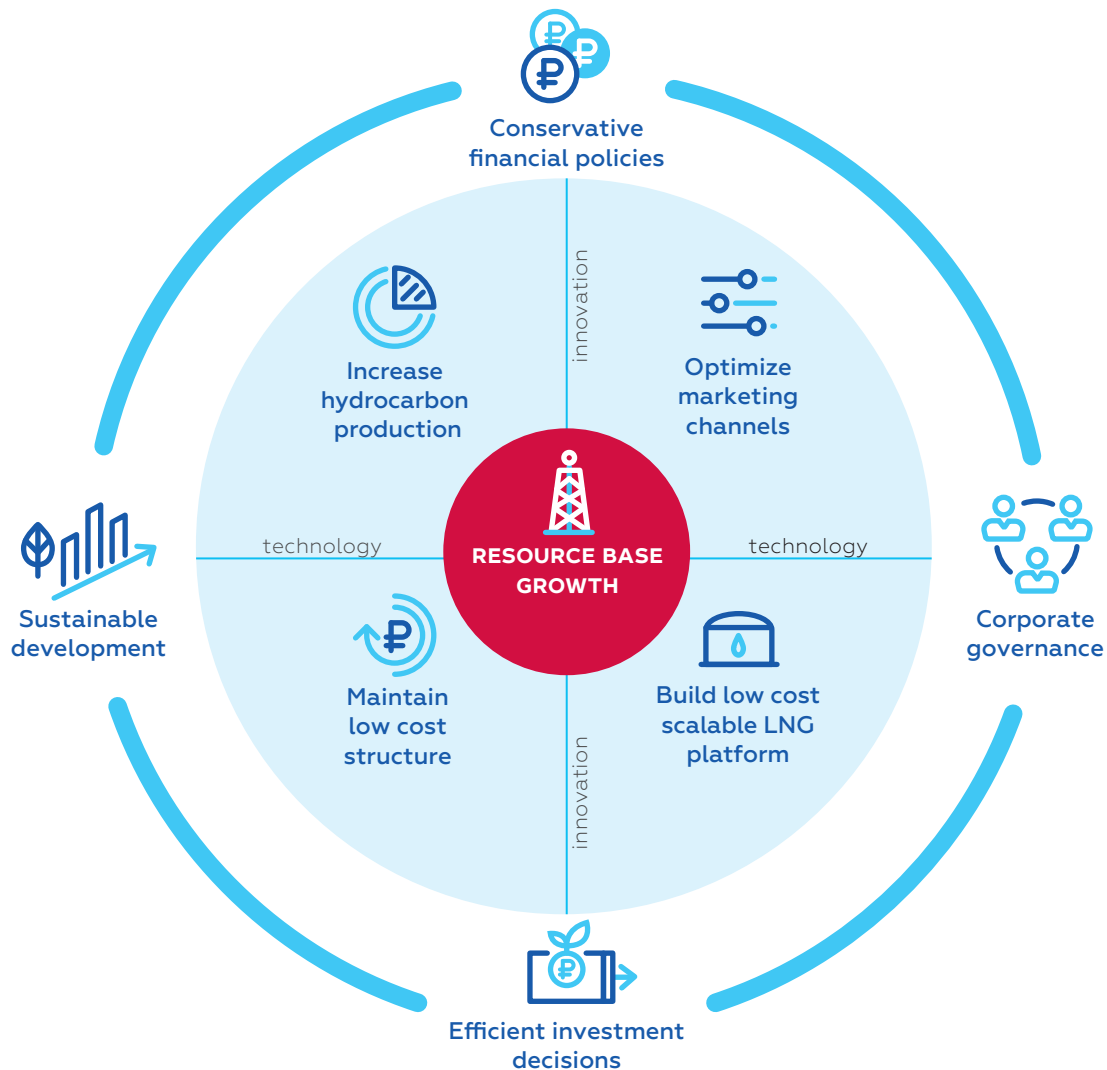 Conservative
financial policies
innovation
Increase
hydrocarbon
production
Optimize
marketing
channels
technology
RESOURCE BASE
GROWTH
technology
Sustainable
development
Corporate
governance
Maintain
low cost
structure
Build low cost
scalable LNG
platform
innovation
Efficient investment
decisions